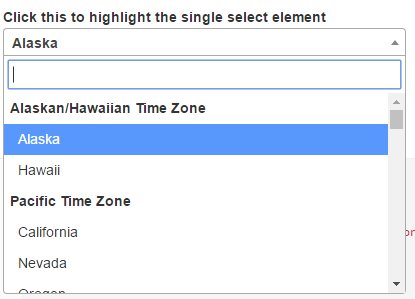 Click this to highlight the single select element
Alaska
Alaskan/Hawaiian Time Zone
Alaska
Hawaii
Pacific Time Zone
California
Nevada
Oregon